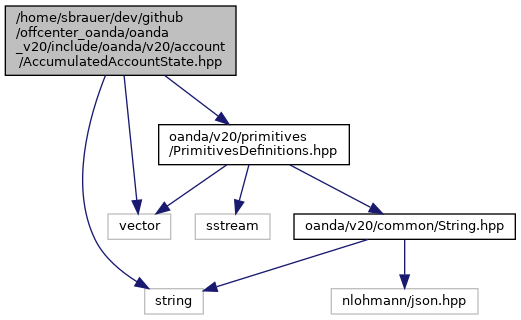 /home/sbrauer/dev/github
/offcenter_oanda/oanda
_v20/include/oanda/v20/account
/AccumulatedAccountState.hpp
oanda/v20/primitives
/PrimitivesDefinitions.hpp
vector
sstream
oanda/v20/common/String.hpp
string
nlohmann/json.hpp